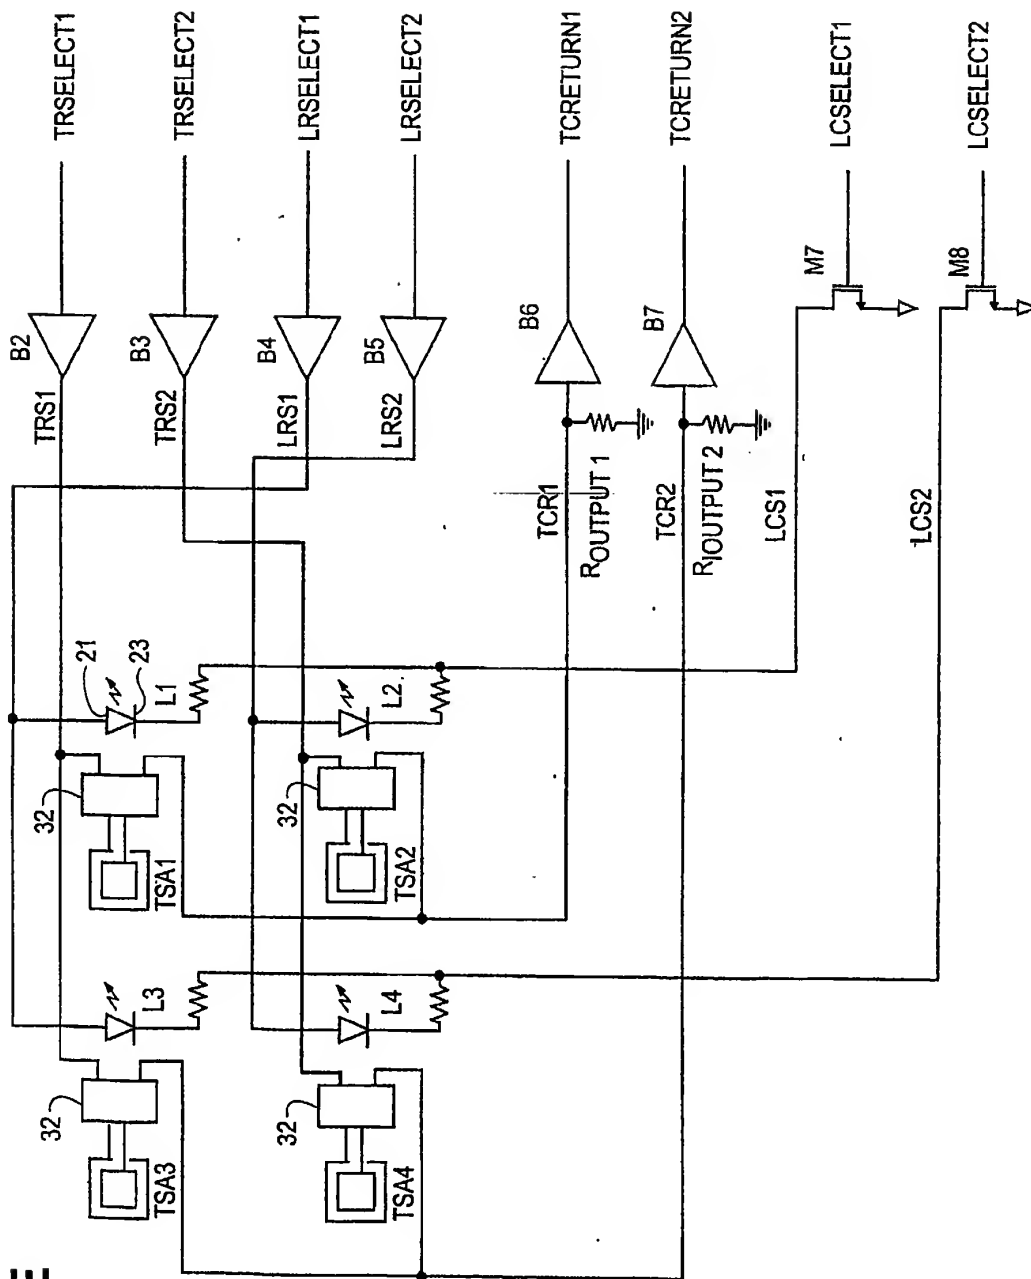 TRSELECT1
TRSELECT2
LRSELECT1
LRSELECT2
TCRETURN1
TCRETURN2
LCSELECT1
LCSELECT2
B2
B3
B4
B5
B6
B7
M7
M8
TRS1
TRS2
LRS1
LRS2
TCR1
ROUTPUT 1
TCR2
ROUTPUT 2
LCS1
LCS2
21
23
L1
L2.
32
32
TSA1
TSA2
L3
L4
32
32
TSA3
TSA4